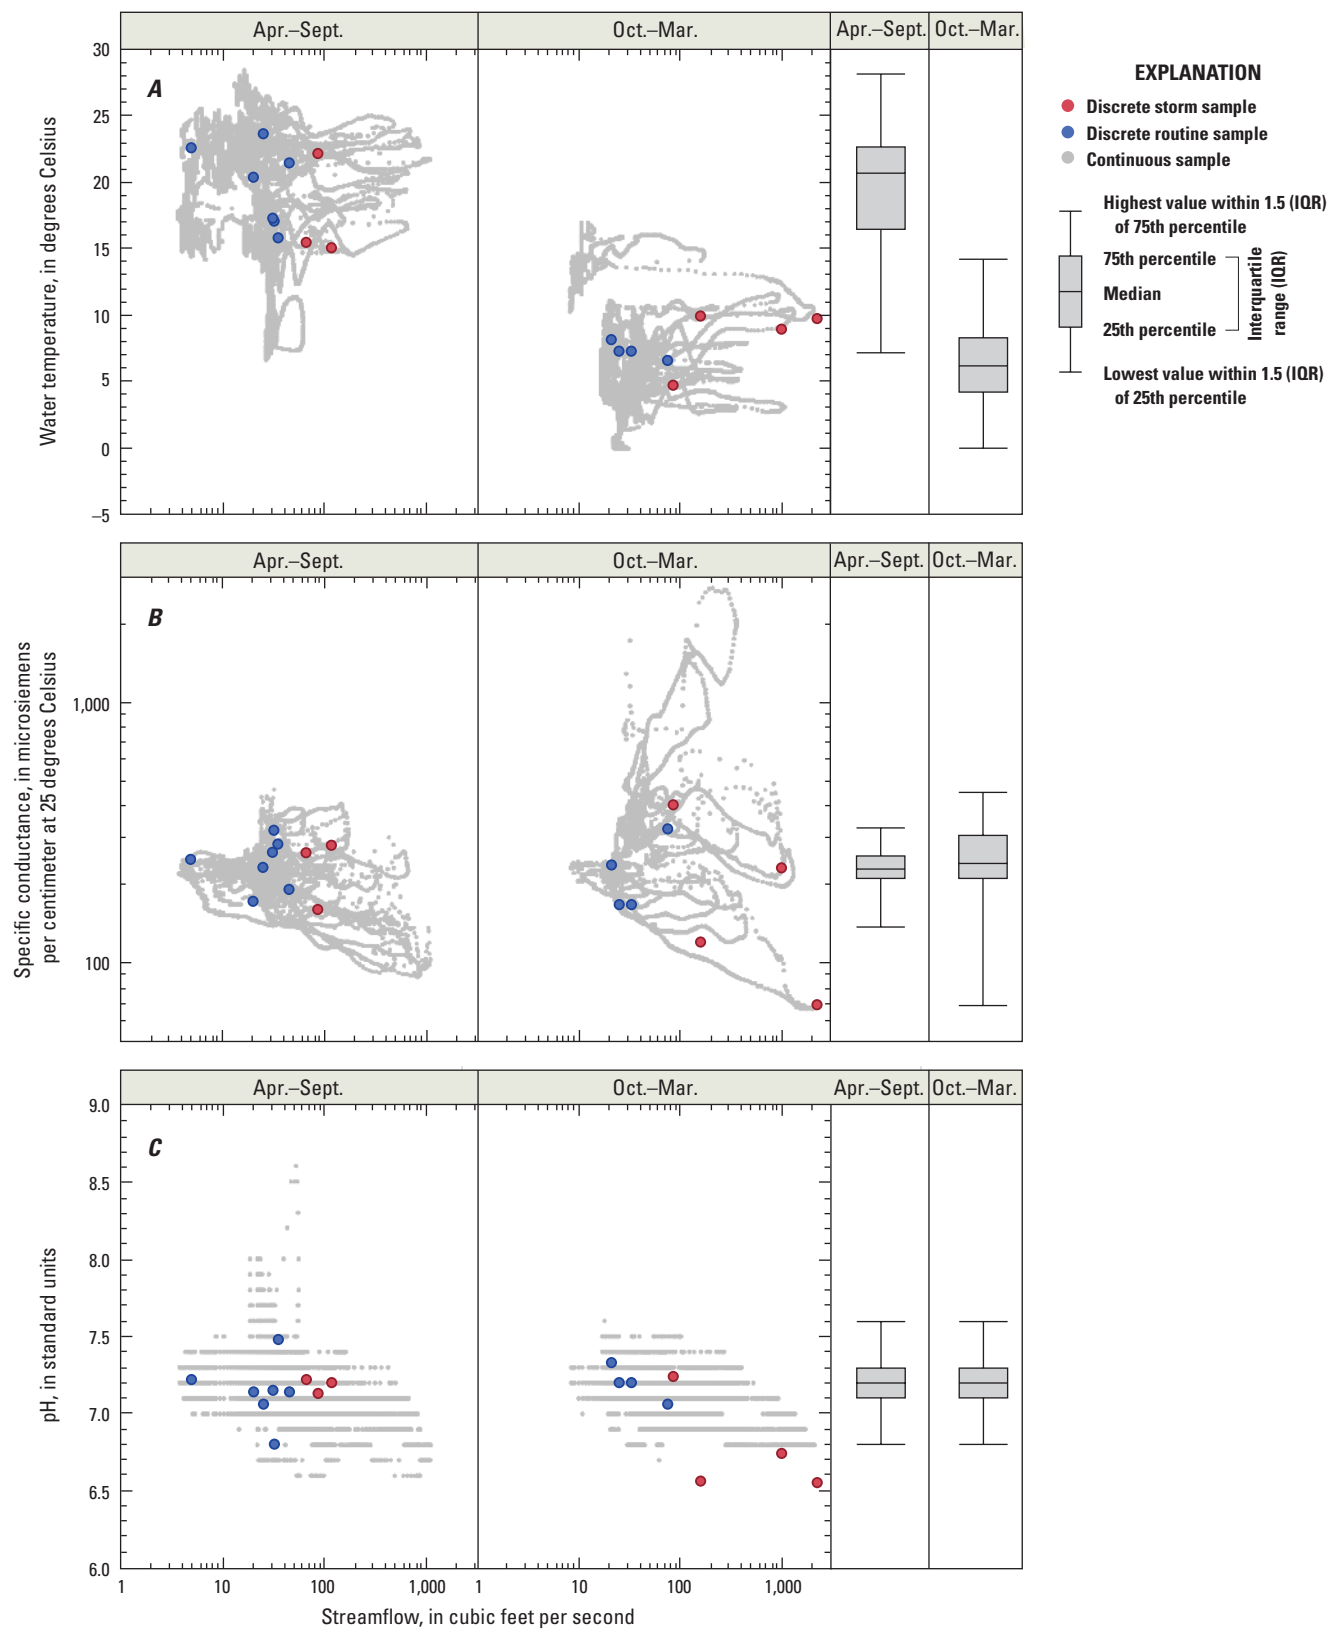 Apr.–Sept.
Oct.–Mar.
Apr.–Sept.
Oct.–Mar.
A
30
25
20
15
10
5
0
–5
Water temperature, in degrees Celsius
EXPLANATION
Discrete storm sample
Discrete routine sample
Continuous sample
Highest value within 1.5 (IQR)
of 75th percentile
75th percentile
Median
25th percentile
Interquartile
range (IQR)
Lowest value within 1.5 (IQR)
of 25th percentile
Apr.–Sept.
Oct.–Mar.
Apr.–Sept.
Oct.–Mar.
B
1,000
100
Specific conductance, in microsiemens
per centimeter at 25 degrees Celsius
Apr.–Sept.
Oct.–Mar.
Apr.–Sept.
Oct.–Mar.
C
9.0
8.5
8.0
7.5
7.0
6.5
6.0
pH, in standard units
1 10 100 1,000 1 10 100 1,000
Streamflow, in cubic feet per second